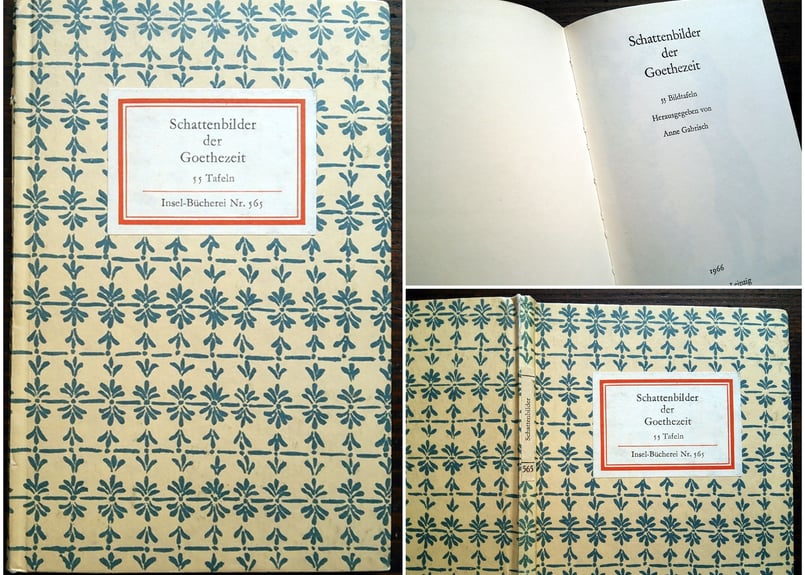 Schattenbilder
der
Goethezeit
55 Tafeln
Insel-Bücherei Nr. 565
Schattenbilder
der
Goethezeit
55 Bildtafeln
Herausgegeben von
Anne Gabrisch
1966
Leipzig
Schattenbilder
565
Schattenbilder
der
Goethezeit
55 Tafeln
Insel-Bücherei Nr. 565